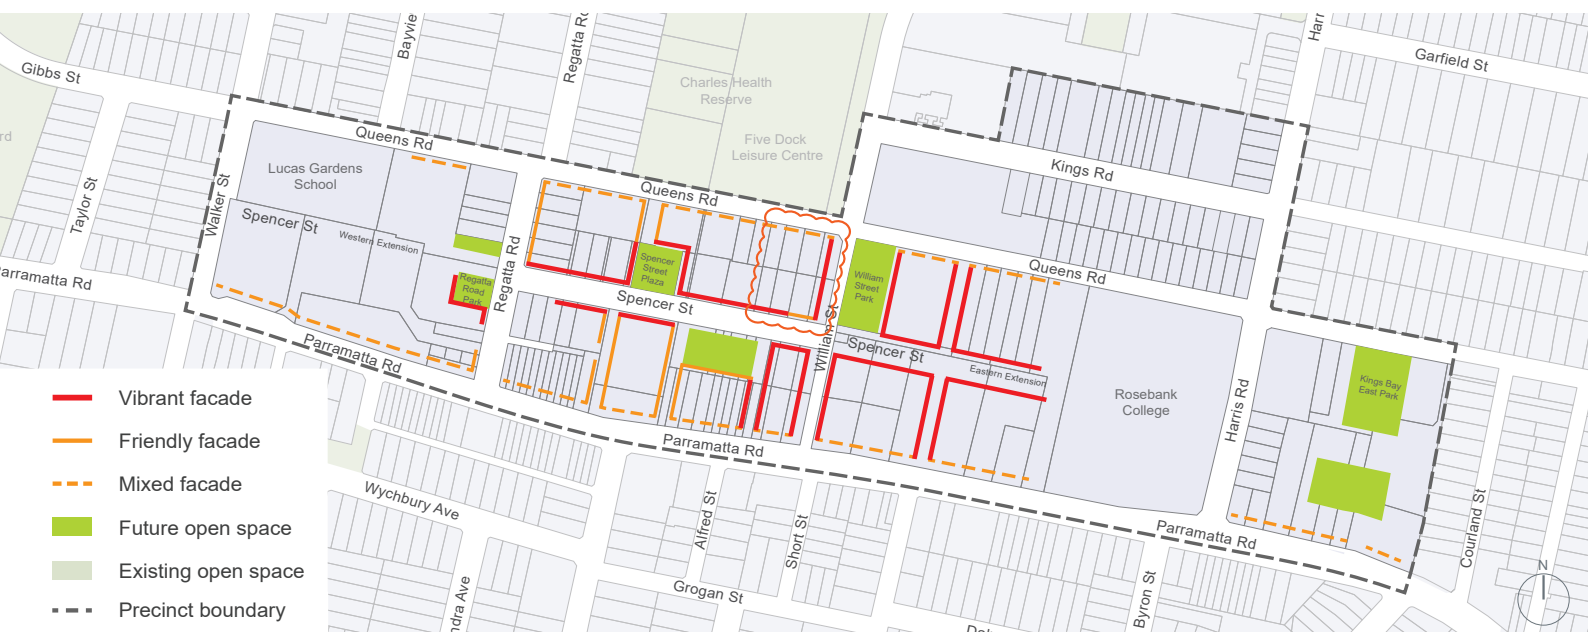 Gibbs St
Bayvie
Regatta Rd
Harr
Garfield St
Charles Health
Reserve
Five Dock
Leisure Centre
rd
Taylor St
Walker St
Queens Rd
Lucas Gardens
School
Spencer St
Western Extension
Queens Rd
Kings Rd
Regatta Rd
Spencer
Street
Plaza
Regatta
Road
Park
William
Street
Park
Queens Rd
arramatta Rd
Spencer St
William St
Spencer St
Eastern Extension
Parramatta Rd
Rosebank
College
Harris Rd
Kings Bay
East Park
Parramatta Rd
Vibrant facade
Friendly facade
Mixed facade
Future open space
Existing open space
Precinct boundary
Wychbury Ave
Alfred St
Short St
Parramatta Rd
Courland St
ndra Ave
Grogan St
Byron St
N